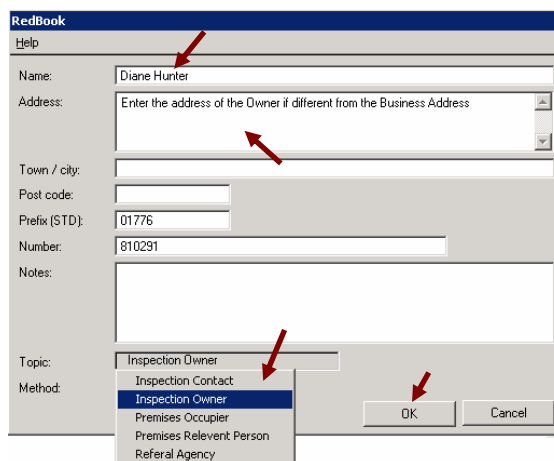 RedBook
Help
Name: Diane Hunter
Address: Enter the address of the Owner if different from the Business Address
Town / city:
Post code:
Prefix (STD): 01776
Number: 810291
Notes:
Topic: Inspection Owner
Method:
Inspection Contact
Inspection Owner
Premises Occupier
Premises Relevent Person
Referal Agency
OK Cancel